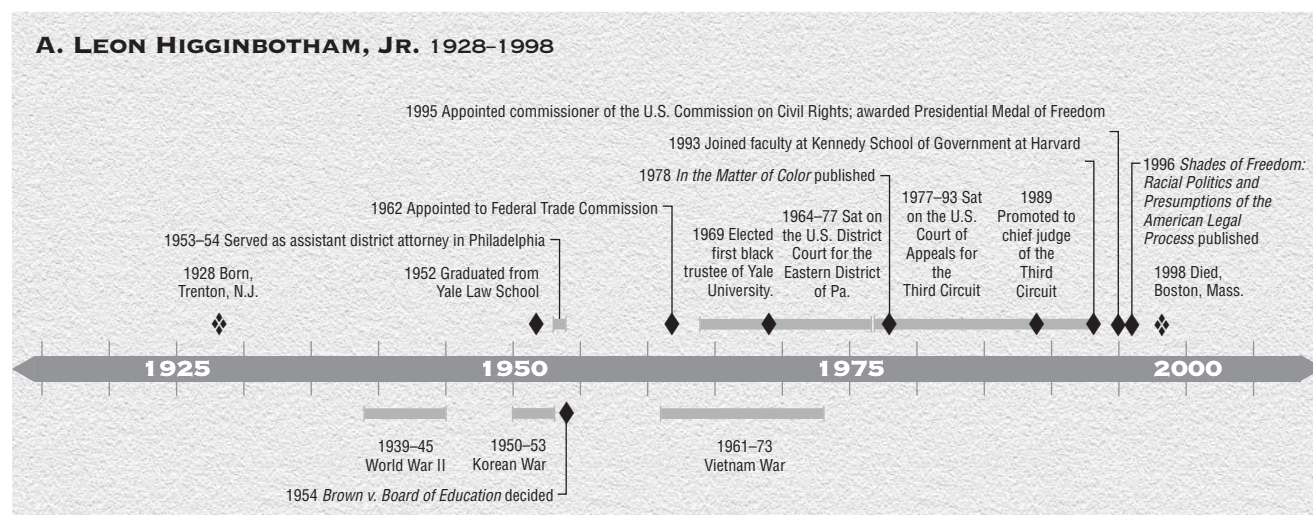 A. Leon Higginbotham, Jr. 1928–1998
1995 Appointed commissioner of the U.S. Commission on Civil Rights; awarded Presidential Medal of Freedom
1993 Joined faculty at Kennedy School of Government at Harvard
1978 In the Matter of Color published
1962 Appointed to Federal Trade Commission
1953–54 Served as assistant district attorney in Philadelphia
1928 Born,
Trenton, N.J.
1952 Graduated from
Yale Law School
1969 Elected
first black
trustee of Yale
University.
1964–77 Sat on
the U.S. District
Court for the
Eastern District
of Pa.
1977–93 Sat
on the U.S.
Court of
Appeals for
the
Third Circuit
1989
Promoted to
chief judge
of the
Third
Circuit
1996 Shades of Freedom:
Racial Politics and
Presumptions of the
American Legal
Process published
1998 Died,
Boston, Mass.
1925
1950
1975
2000
1939–45
World War II
1950–53
Korean War
1961–73
Vietnam War
1954 Brown v. Board of Education decided